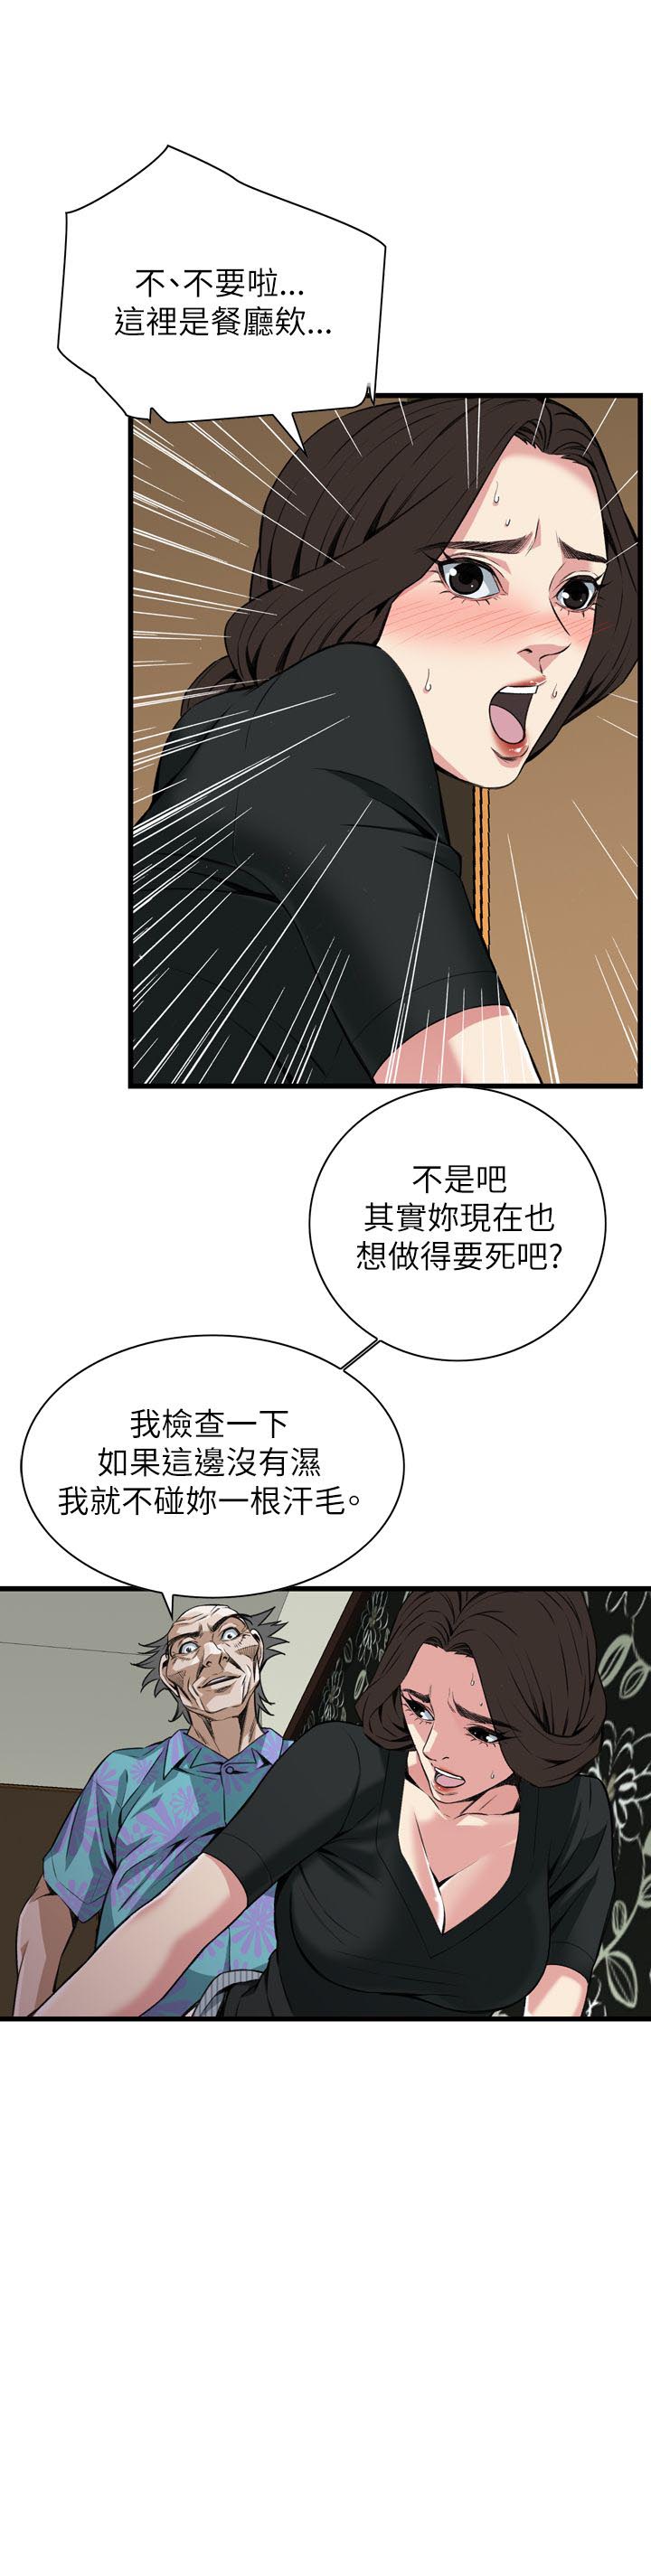 不、不要啦...
這裡是餐廳欸...
不是吧
其實妳現在也
想做得要死吧?
我檢查一下
如果這邊沒有濕
我就不碰妳一根汗毛。